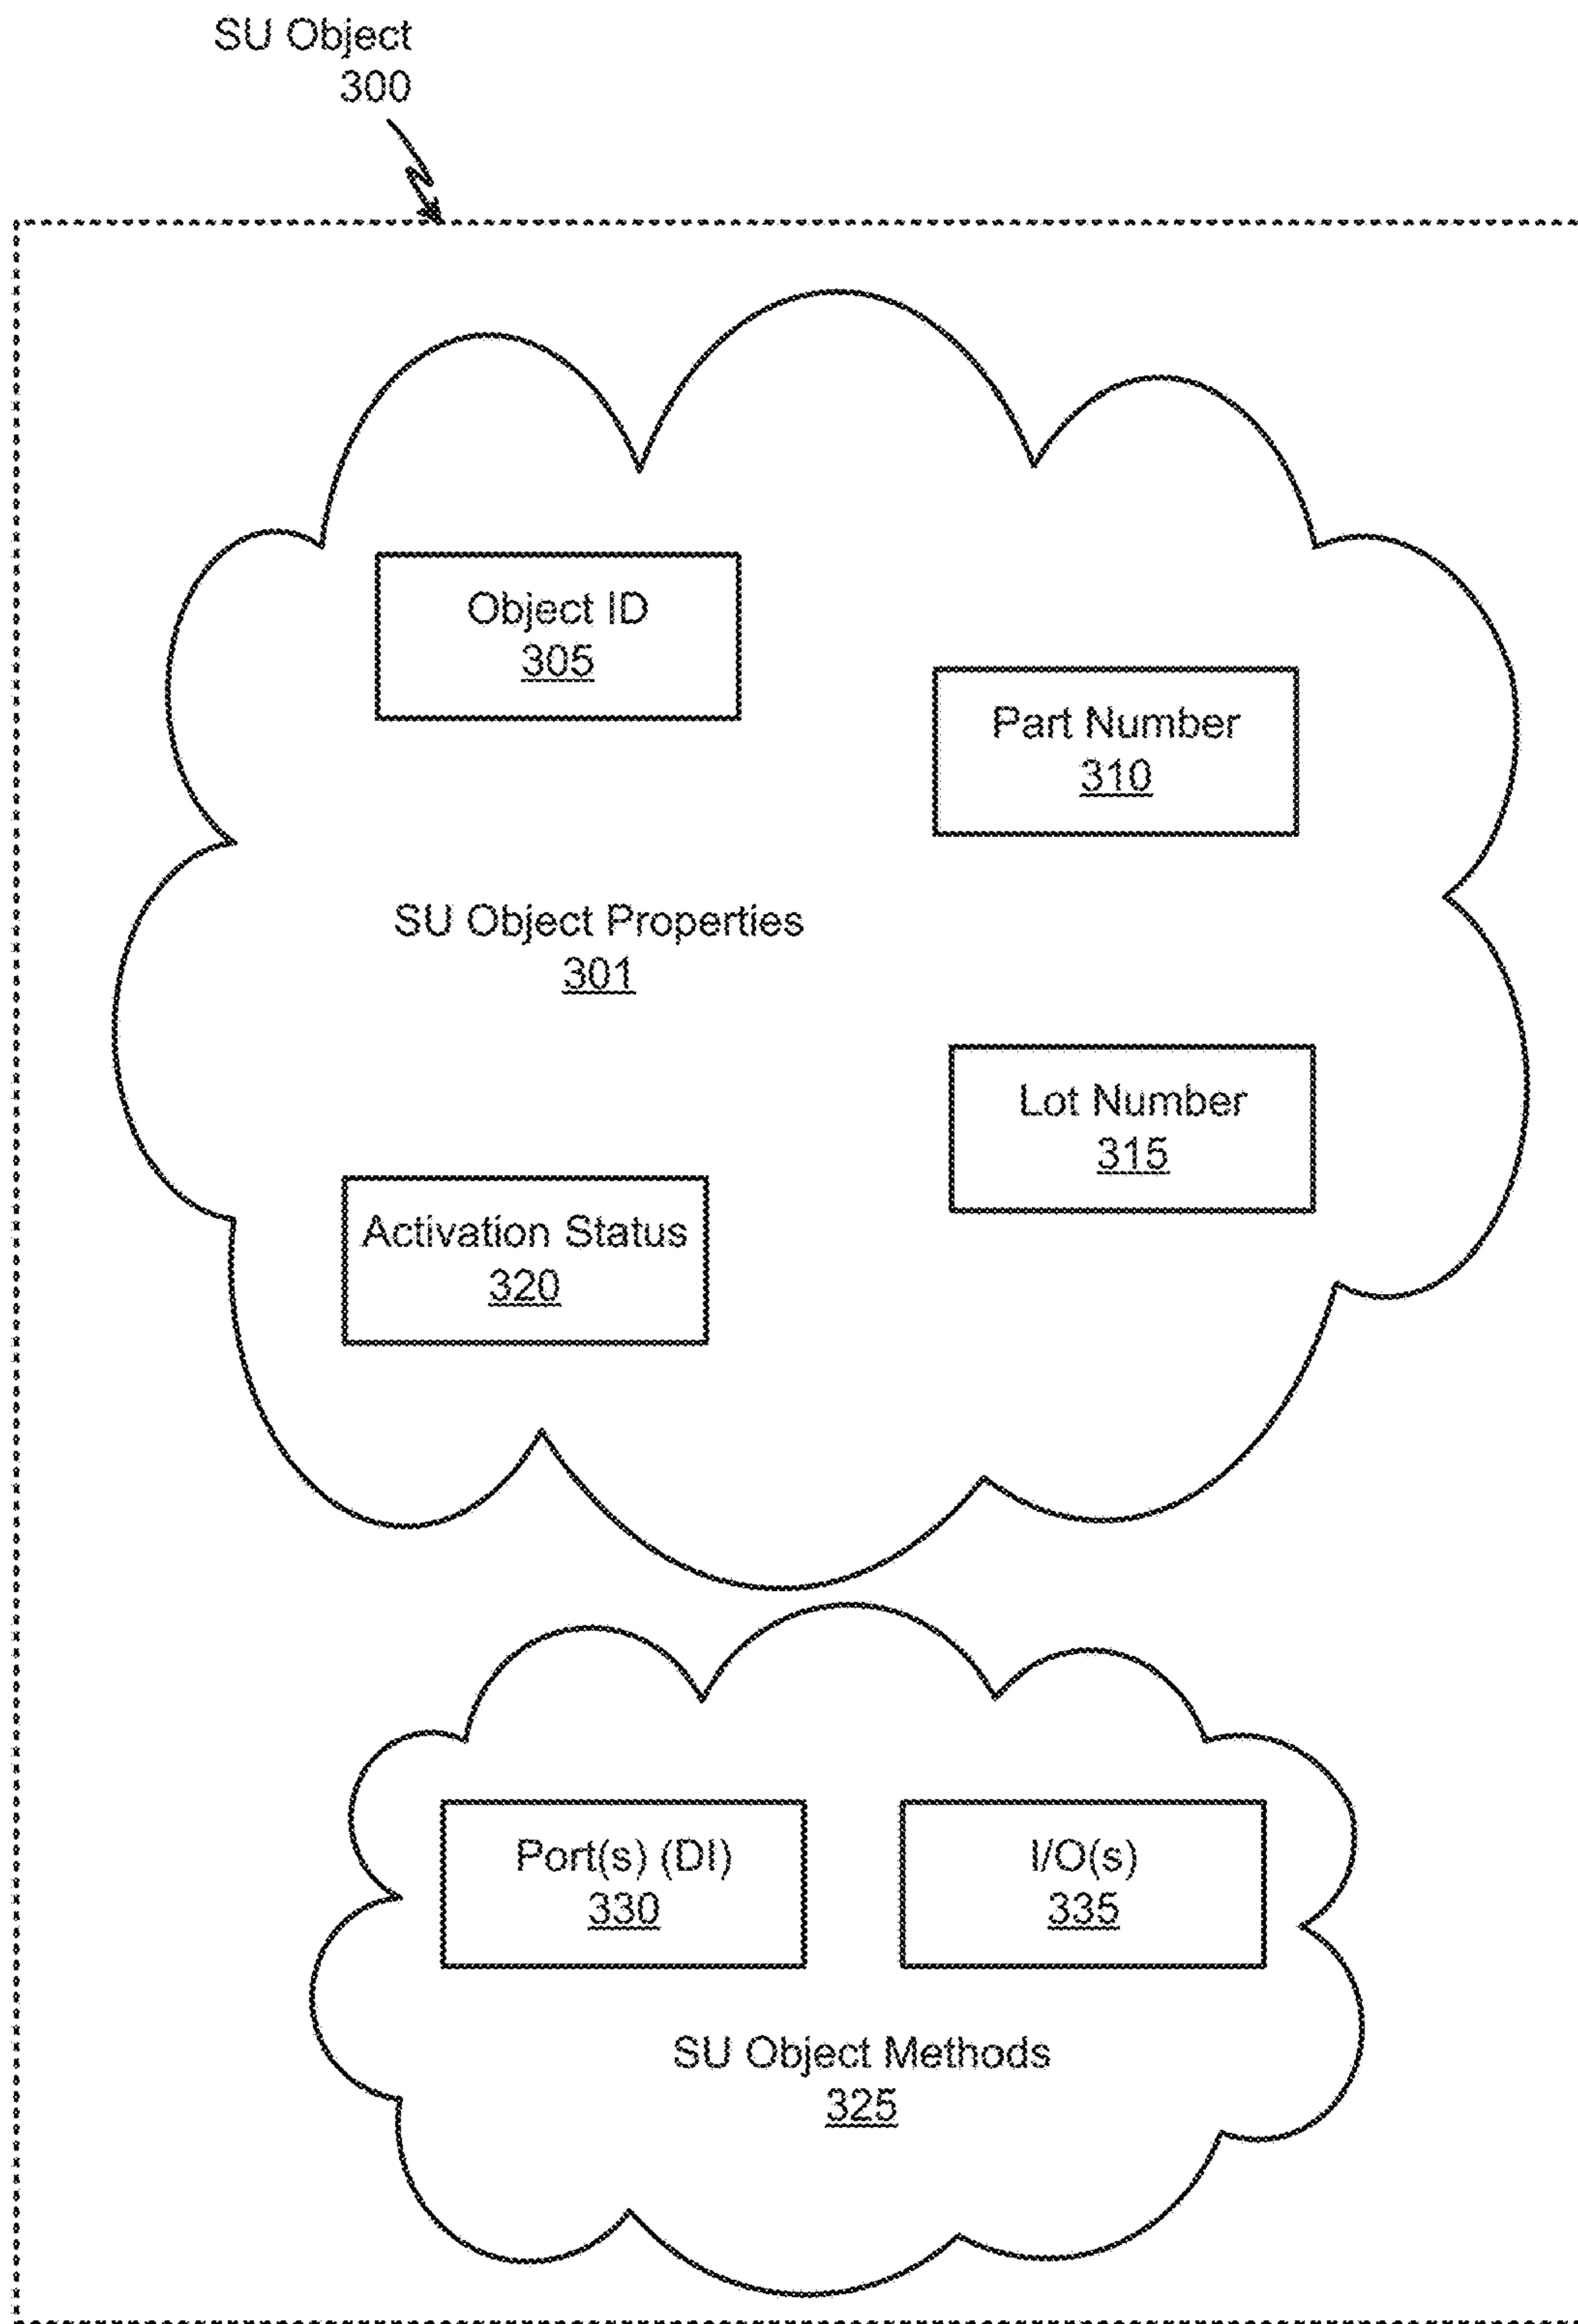 SU Object
300
Object ID
305
Part Number
310
SU Object Properties
301
Lot Number
315
Activation Status
320
Port(s) (DI)
330
I/O(s)
335
SU Object Methods
325